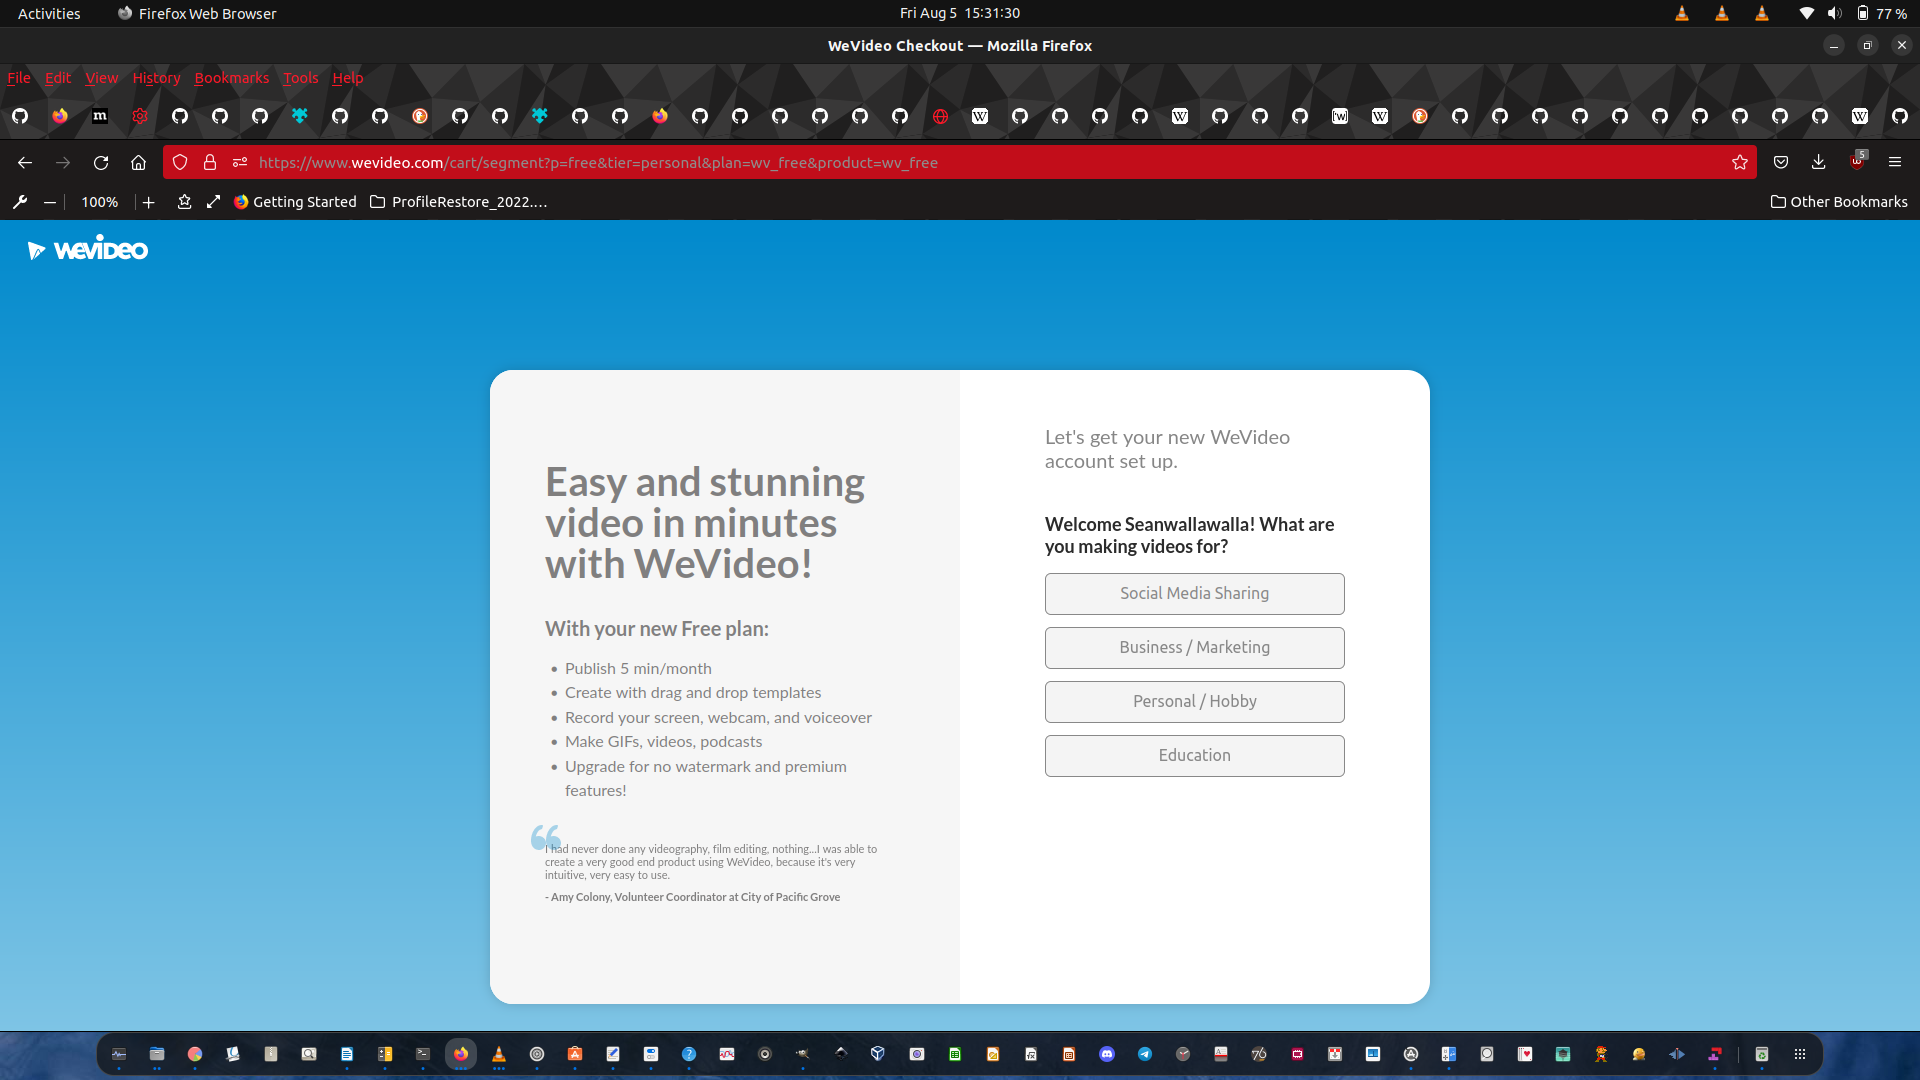 Activities
Firefox Web Browser
Fri Aug 5 15:31:30
77 %
WeVideo Checkout — Mozilla Firefox
File Edit View History Bookmarks Tools Help
https://www.wevideo.com/cart/segment?p=free&tier=personal&plan=wv_free&product=wv_free
5
100%
Getting Started
ProfileRestore_2022.…
Other Bookmarks
wevideo
Easy and stunning
video in minutes
with WeVideo!
With your new Free plan:
• Publish 5 min/month
• Create with drag and drop templates
• Record your screen, webcam, and voiceover
• Make GIFs, videos, podcasts
• Upgrade for no watermark and premium
features!
“
I had never done any videography, film editing, nothing...I was able to
create a very good end product using WeVideo, because it's very
intuitive, very easy to use.
- Amy Colony, Volunteer Coordinator at City of Pacific Grove
Let's get your new WeVideo
account set up.
Welcome Seanwallawalla! What are
you making videos for?
Social Media Sharing
Business / Marketing
Personal / Hobby
Education